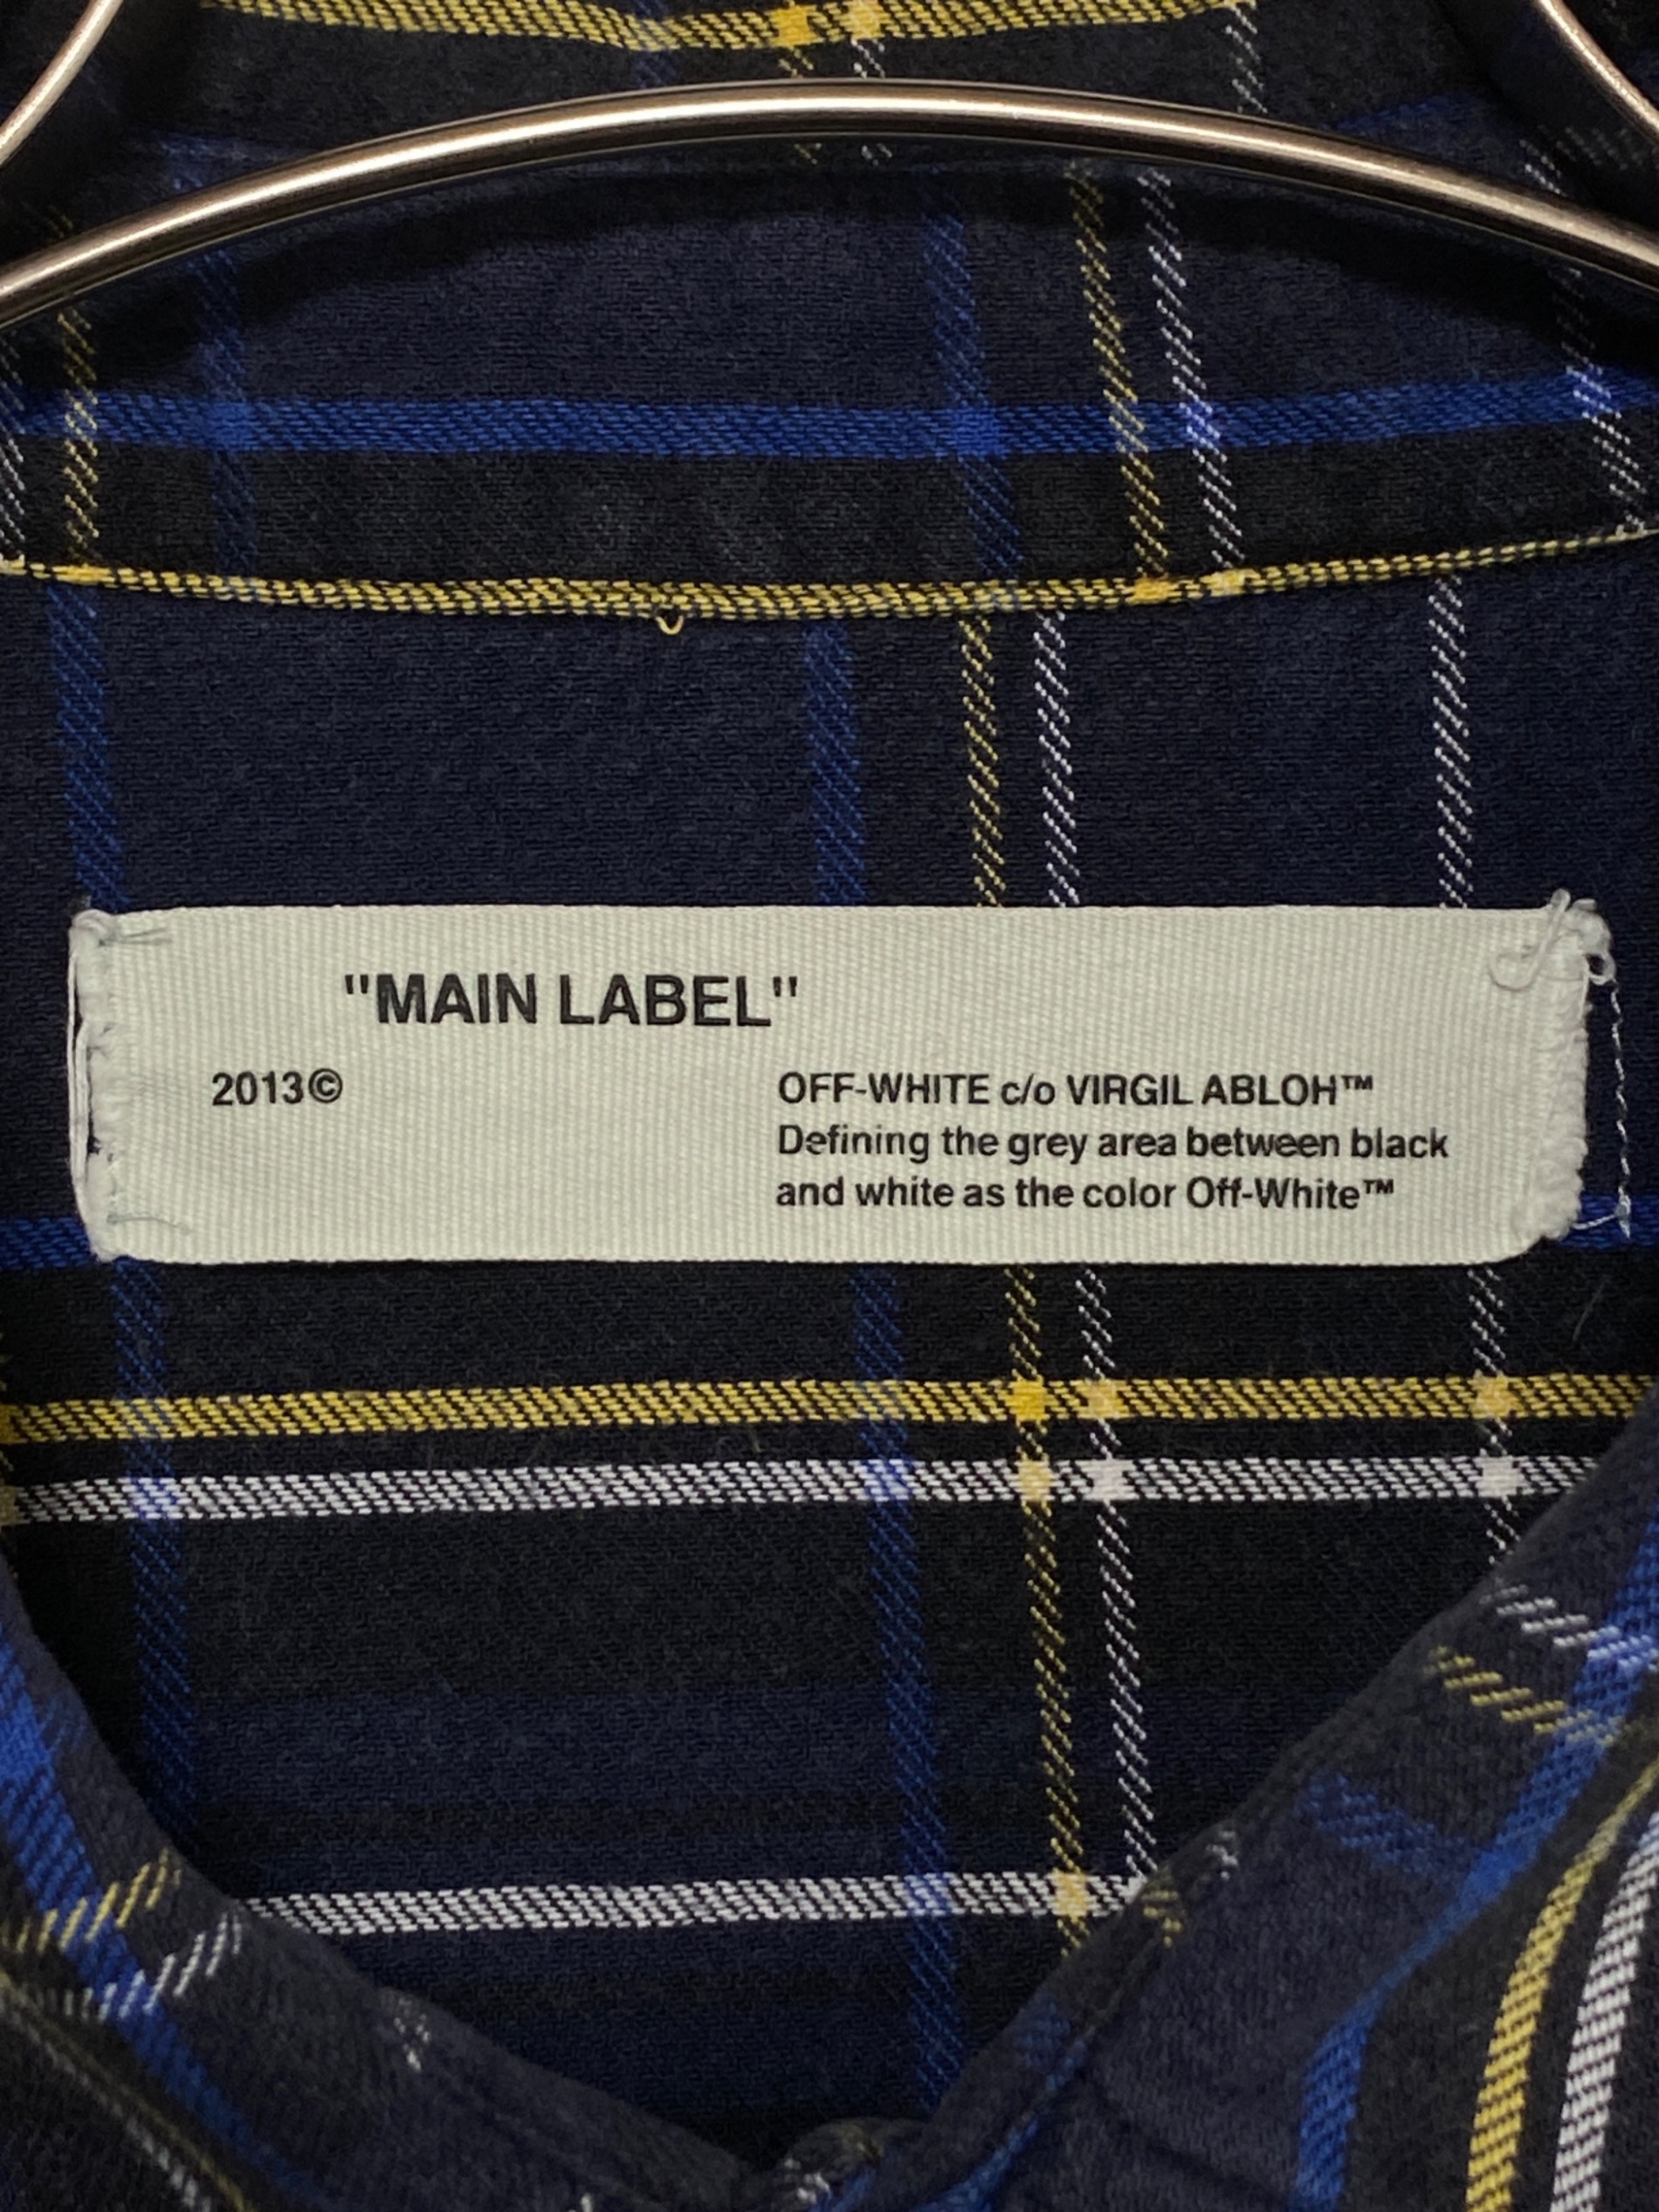 "MAIN LABEL"
2013©
OFF-WHITE c/o VIRGIL ABLOH™
Defining the grey area between black
and white as the color Off-White™